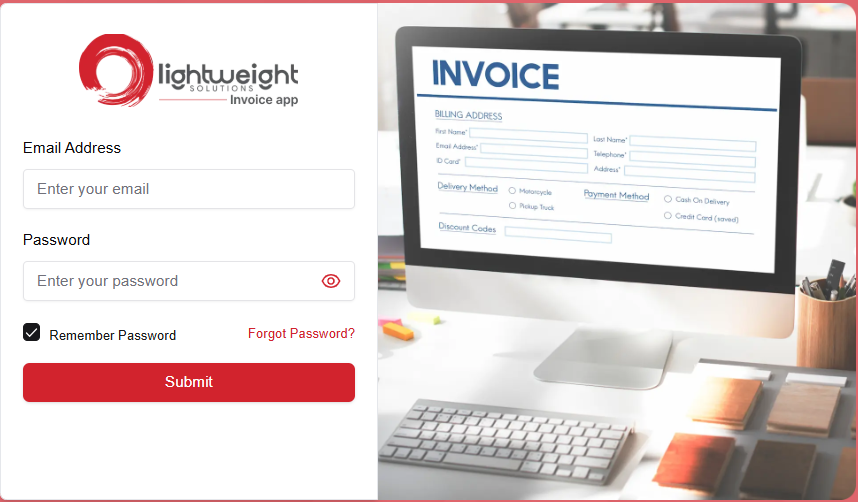 lightweight
SOLUTIONS
Invoice app
Email Address
Enter your email
Password
Enter your password
Remember Password
Forgot Password?
Submit
INVOICE
BILLING ADDRESS
First Name*
Last Name*
Email Address*
Telephone*
ID Card*
Address*
Delivery Method
Motorcycle
Pickup Truck
Payment Method
Cash On Delivery
Credit Card (saved)
Discount Codes